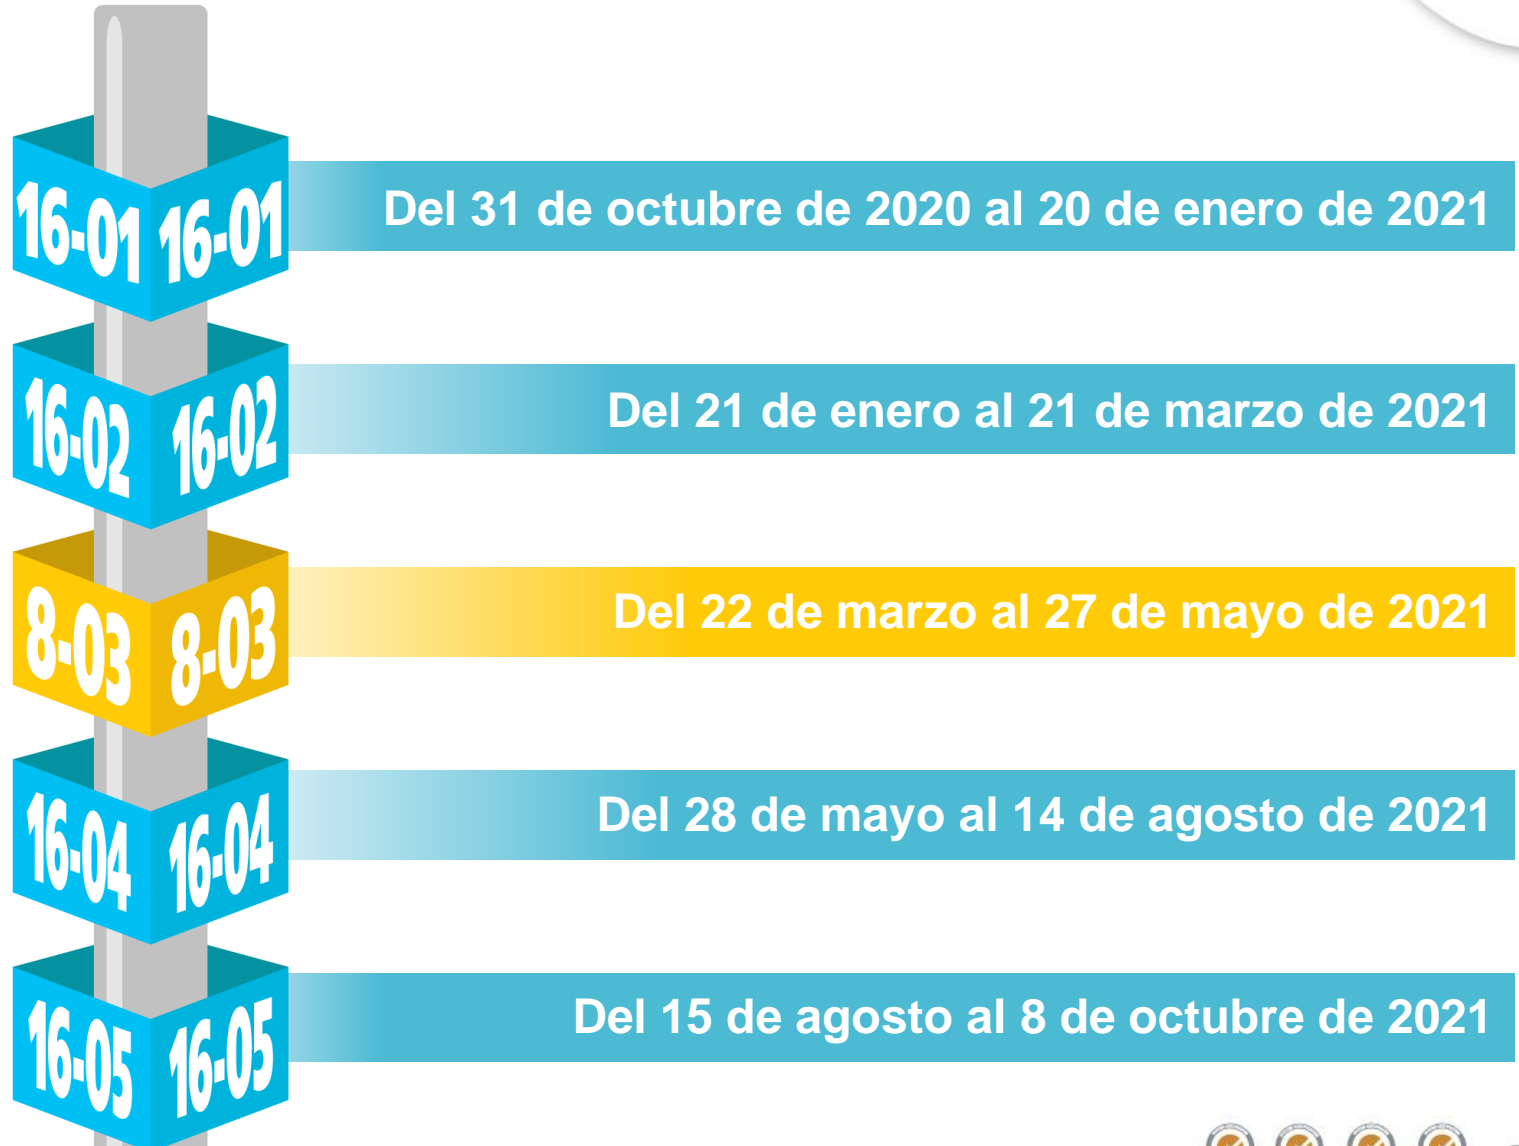 16-01 16-01
Del 31 de octubre de 2020 al 20 de enero de 2021
16-02 16-02
Del 21 de enero al 21 de marzo de 2021
8-03 8-03
Del 22 de marzo al 27 de mayo de 2021
16-04 16-04
Del 28 de mayo al 14 de agosto de 2021
16-05 16-05
Del 15 de agosto al 8 de octubre de 2021